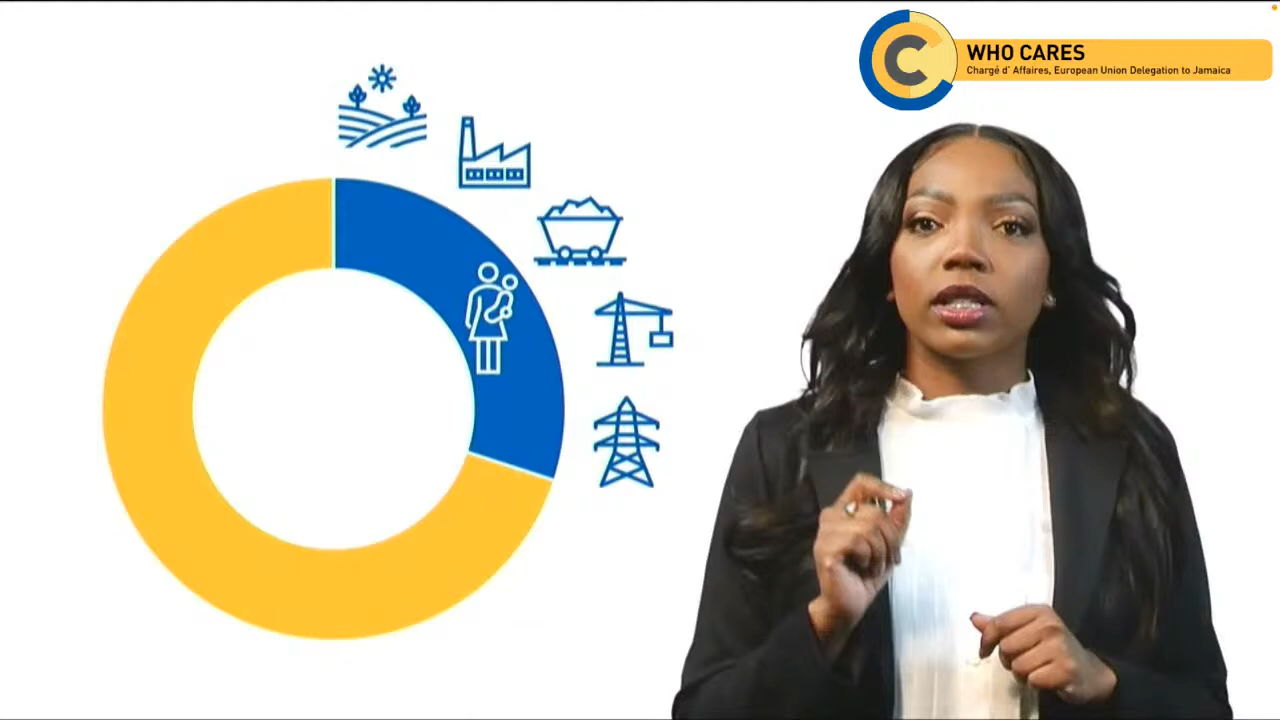 WHO CARES
Chargé d' Affaires, European Union Delegation to Jamaica